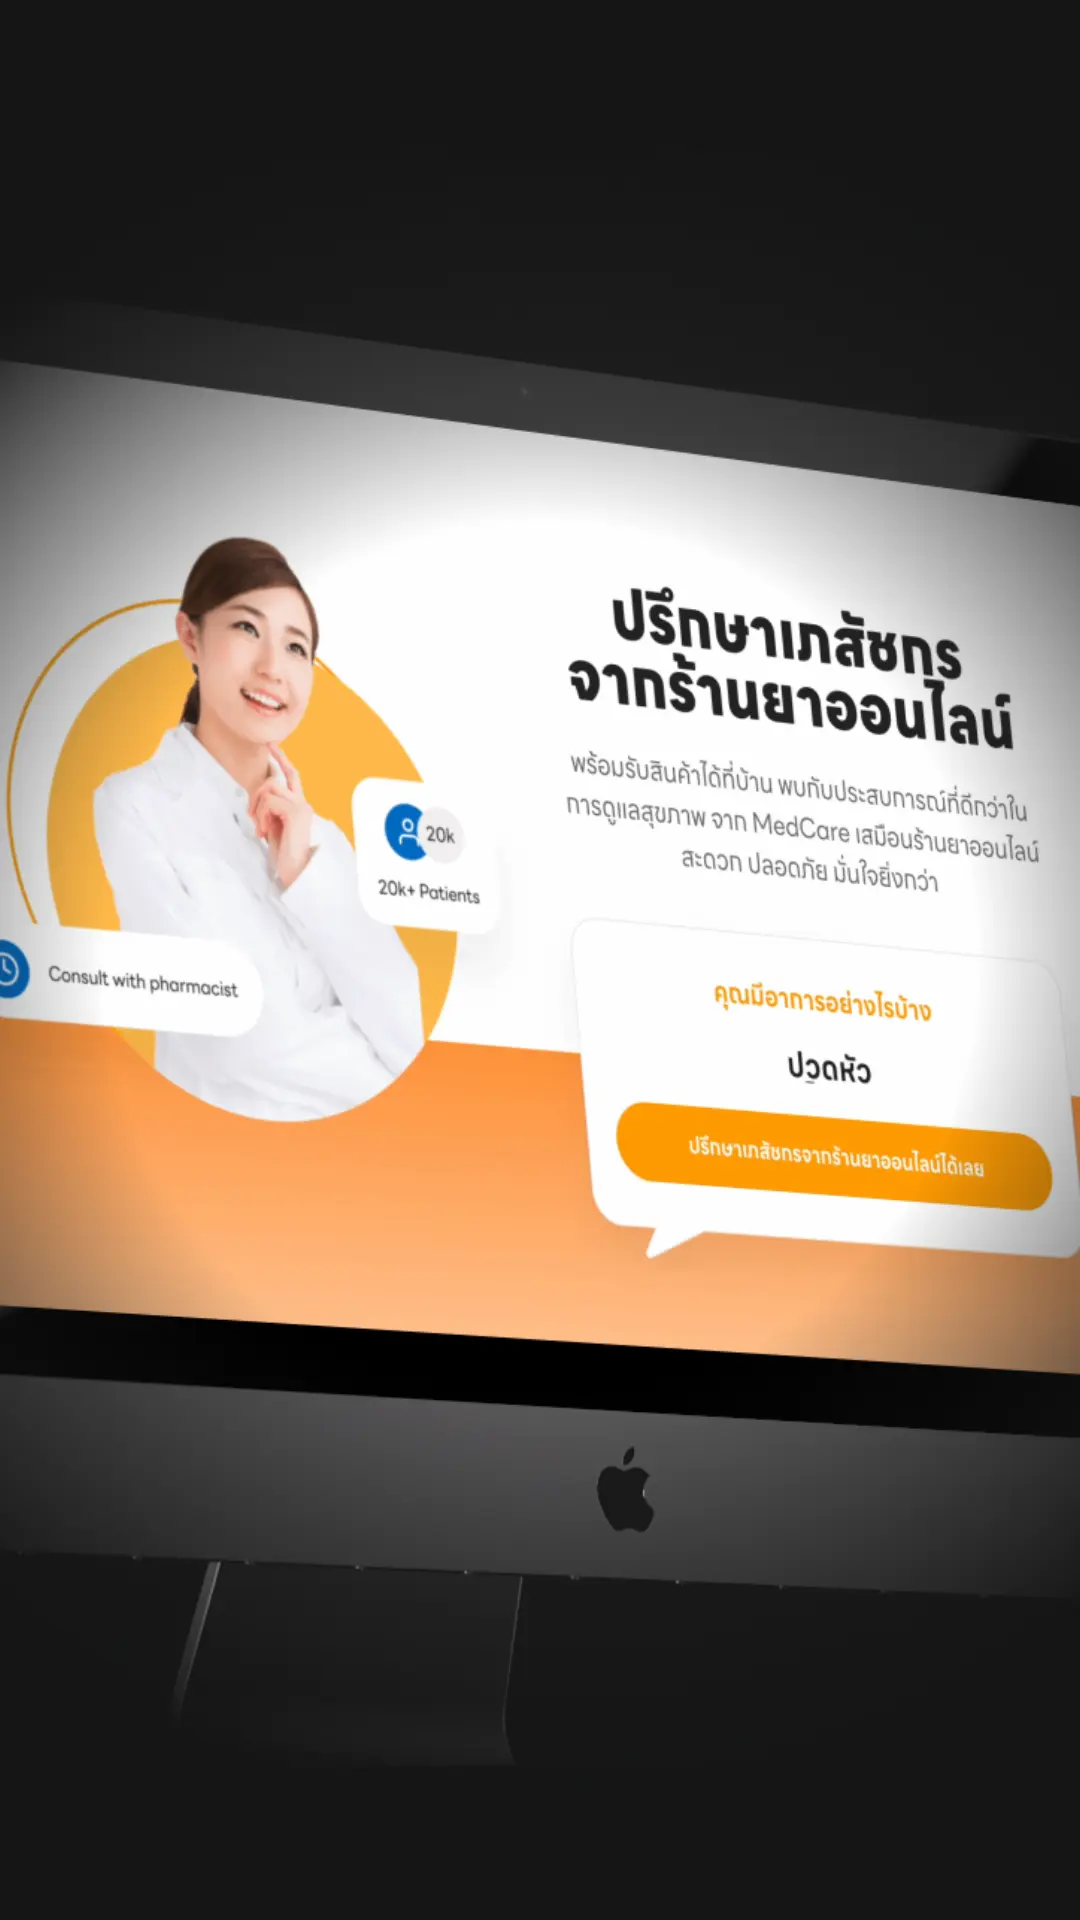 ปรึกษาเภสัชกร
จากร้านยาออนไลน์
พร้อมรับสินค้าได้ที่บ้าน พบกับประสบการณ์ที่ดีกว่าใน
การดูแลสุขภาพ จาก MedCare เสมือนร้านยาออนไลน์
สะดวก ปลอดภัย มั่นใจยิ่งกว่า
20k
20k+ Patients
Consult with pharmacist
คุณมีอาการอย่างไรบ้าง
ปวดหัว
ปรึกษาเภสัชกรจากร้านยาออนไลน์ได้เลย